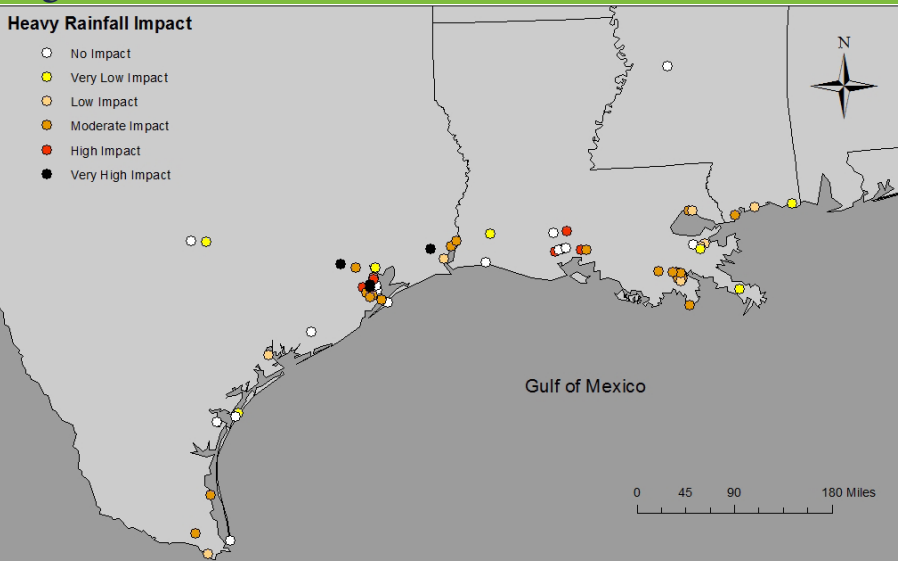 Heavy Rainfall Impact
No Impact
Very Low Impact
Low Impact
Moderate Impact
High Impact
Very High Impact
N
Gulf of Mexico
0 45 90 180 Miles